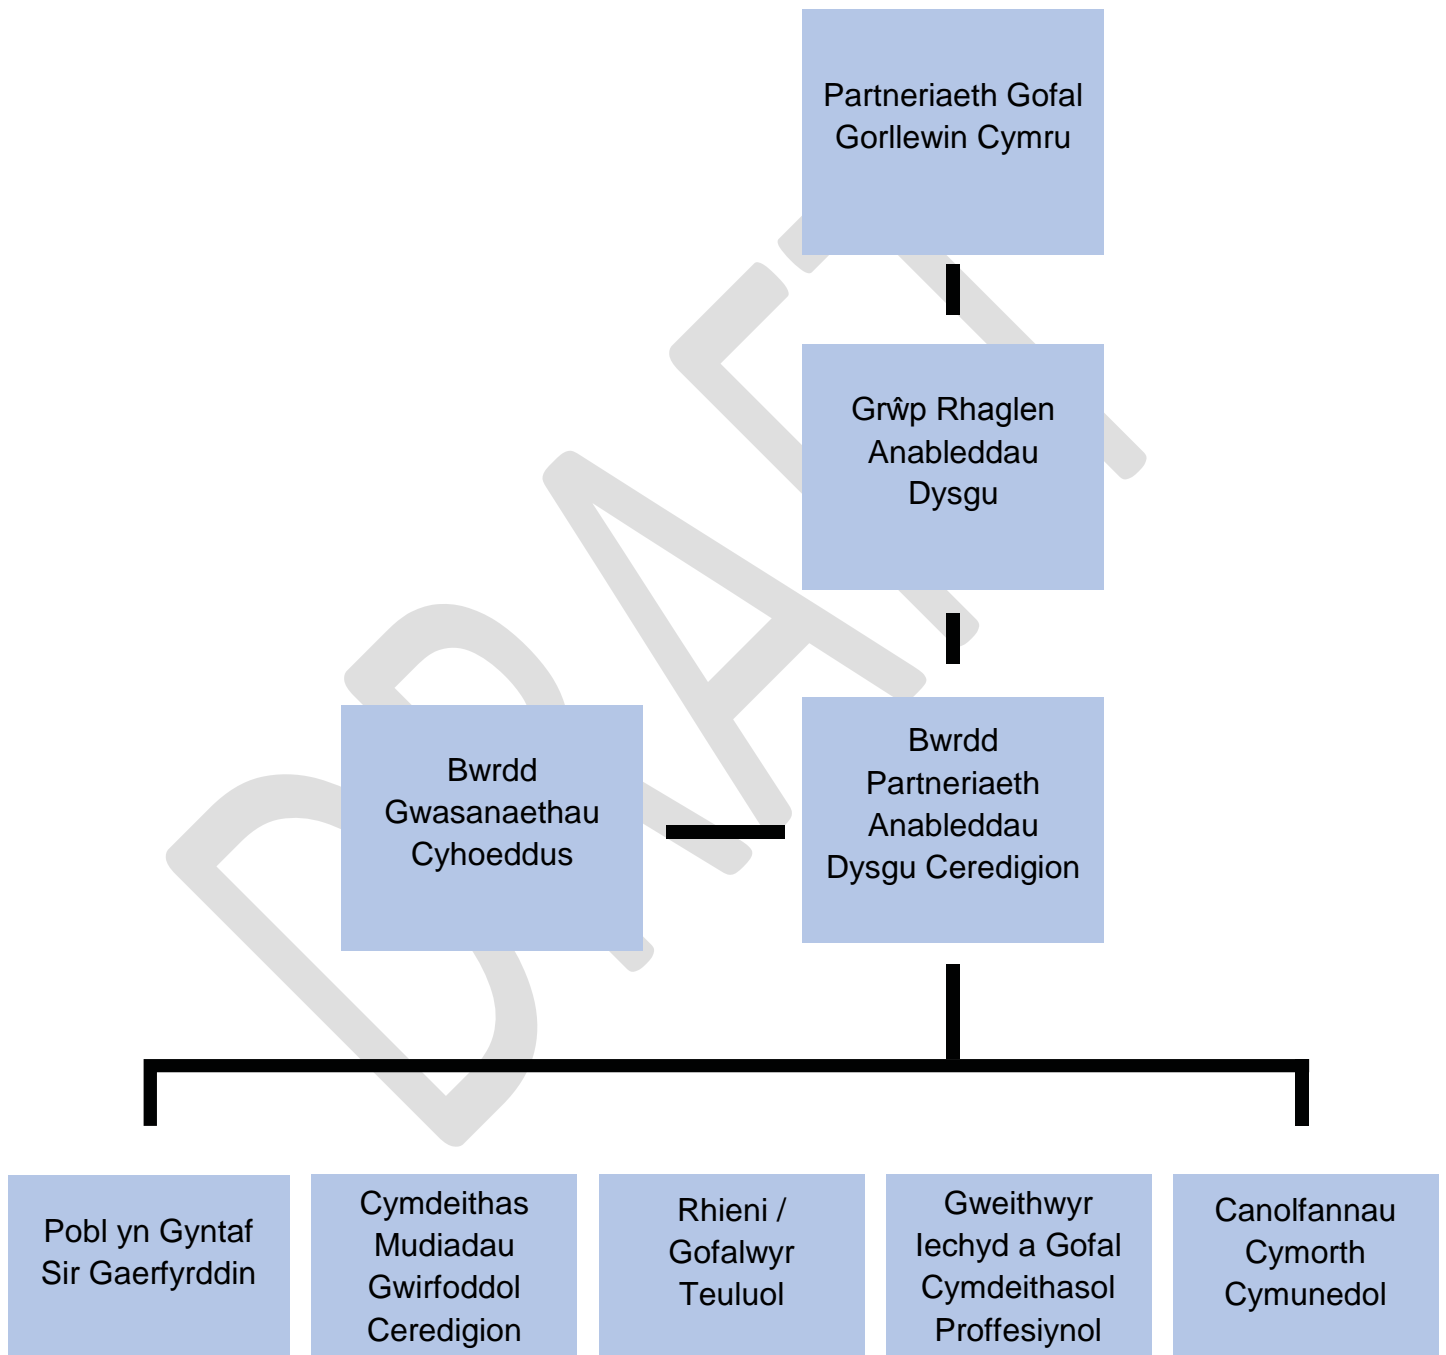 Partneriaeth Gofal
Gorllewin Cymru
Grŵp Rhaglen
Anableddau
Dysgu
Bwrdd
Gwasanaethau
Cyhoeddus
Bwrdd
Partneriaeth
Anableddau
Dysgu Ceredigion
Pobl yn Gyntaf
Sir Gaerfyrddin
Cymdeithas
Mudiadau
Gwirfoddol
Ceredigion
Rhieni /
Gofalwyr
Teuluol
Gweithwyr
Iechyd a Gofal
Cymdeithasol
Proffesiynol
Canolfannau
Cymorth
Cymunedol
DRAFT